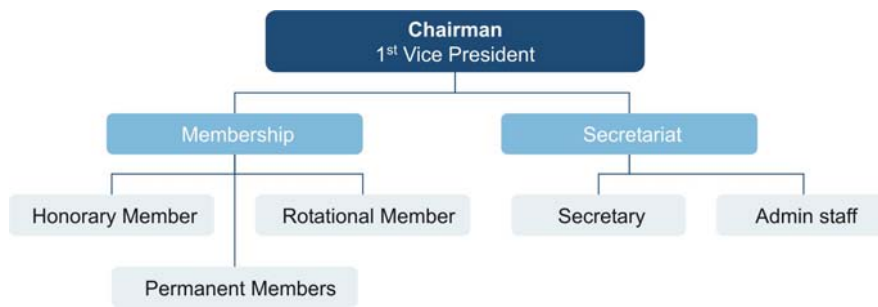 Chairman
1st Vice President
Membership
Secretariat
Honorary Member
Rotational Member
Secretary
Admin staff
Permanent Members